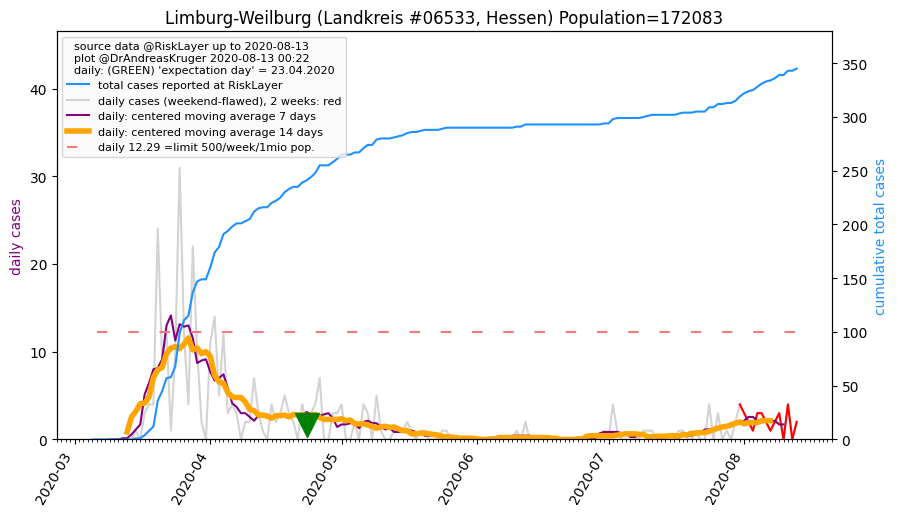 Limburg-Weilburg (Landkreis #06533, Hessen) Population=172083
source data @RiskLayer up to 2020-08-13
plot @DrAndreasKruger 2020-08-13 00:22
daily: (GREEN) 'expectation day' = 23.04.2020
total cases reported at RiskLayer
daily cases (weekend-flawed), 2 weeks: red
daily: centered moving average 7 days
daily: centered moving average 14 days
daily 12.29 =limit 500/week/1mio pop.
daily cases
40
30
20
10
0
cumulative total cases
350
300
250
200
150
100
50
0
2020-03
2020-04
2020-05
2020-06
2020-07
2020-08